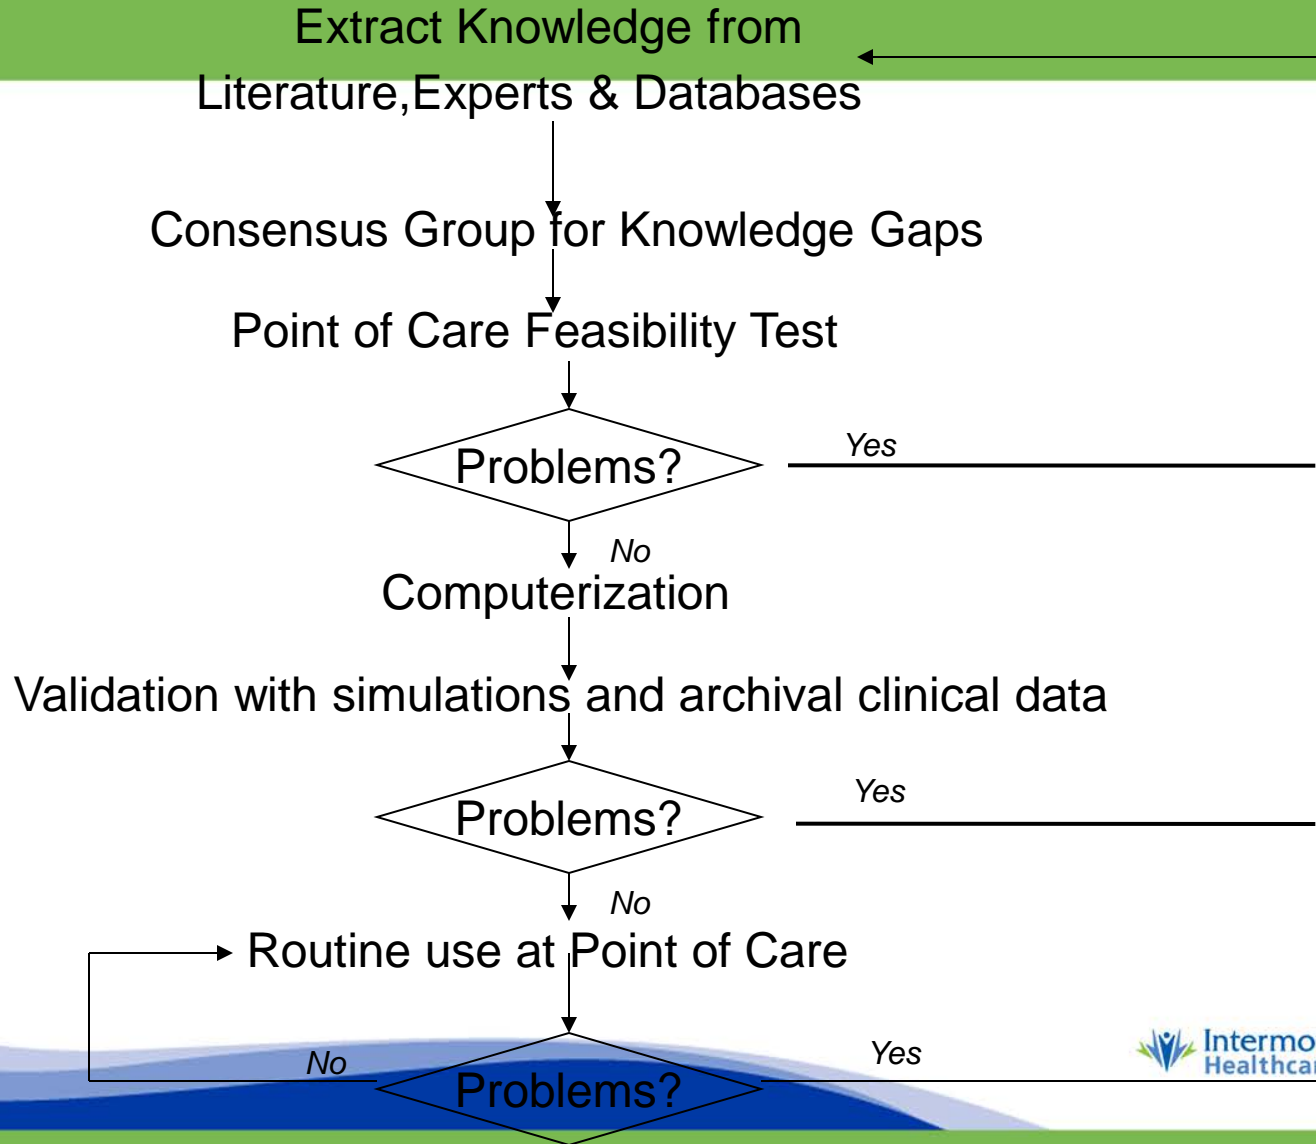 Extract Knowledge from
Literature,Experts & Databases
Consensus Group for Knowledge Gaps
Point of Care Feasibility Test
Problems?
Yes
No
Computerization
Validation with simulations and archival clinical data
Problems?
Yes
No
Routine use at Point of Care
No
Problems?
Yes
Intermo
Healthcar